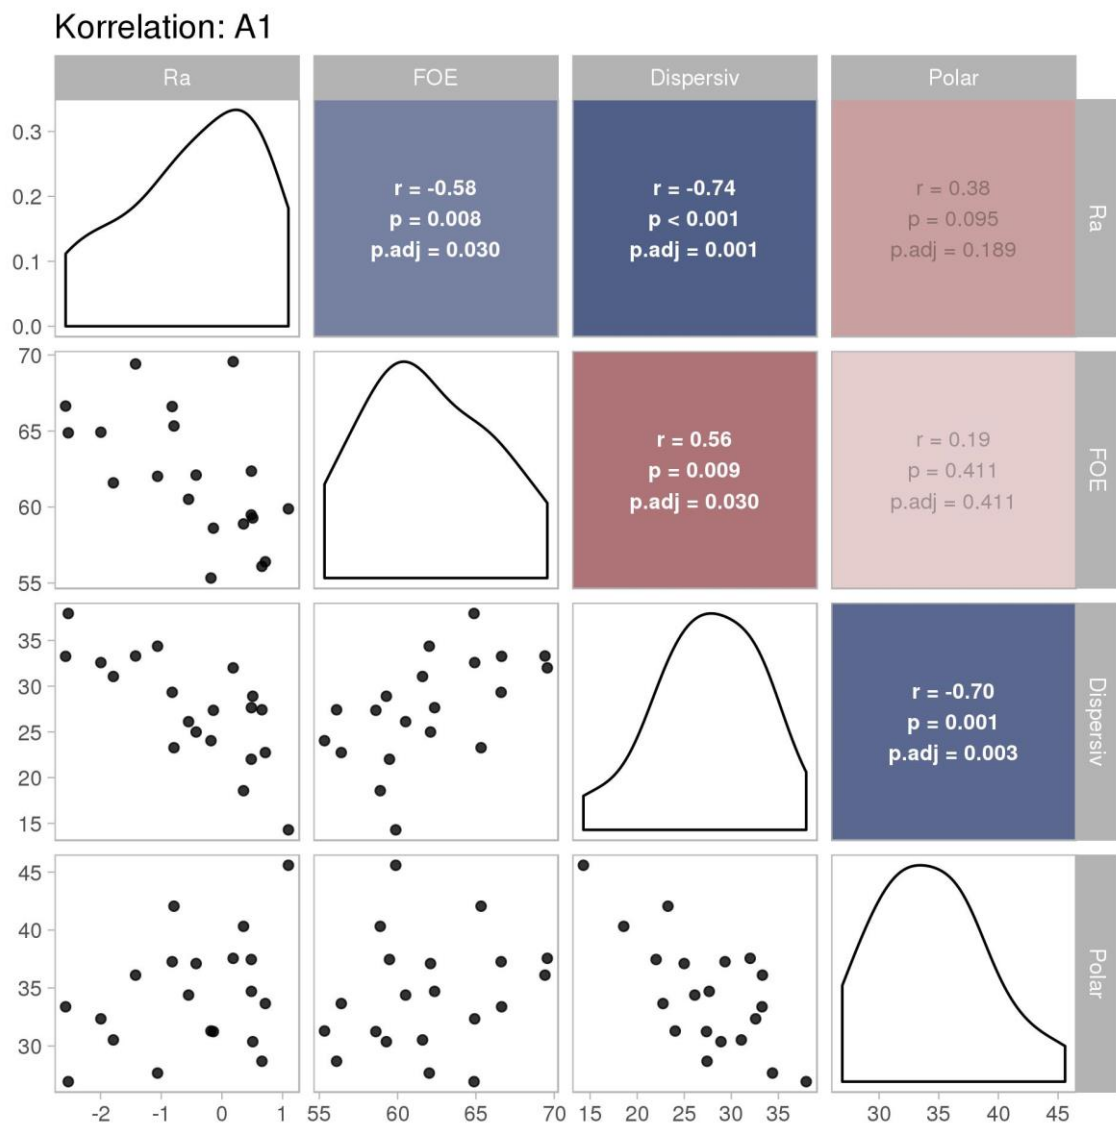 Korrelation: A1
Ra FOE Dispersiv Polar
0.3
0.2
0.1
0.0
r = -0.58
p = 0.008
p.adj = 0.030
r = -0.74
p < 0.001
p.adj = 0.001
r = 0.38
p = 0.095
p.adj = 0.189
Ra
70
65
60
55
r = 0.56
p = 0.009
p.adj = 0.030
r = 0.19
p = 0.411
p.adj = 0.411
FOE
35
30
25
20
15
r = -0.70
p = 0.001
p.adj = 0.003
Dispersiv
45
40
35
30
Polar
-2 -1 0 1 55 60 65 70 15 20 25 30 35 30 35 40 45